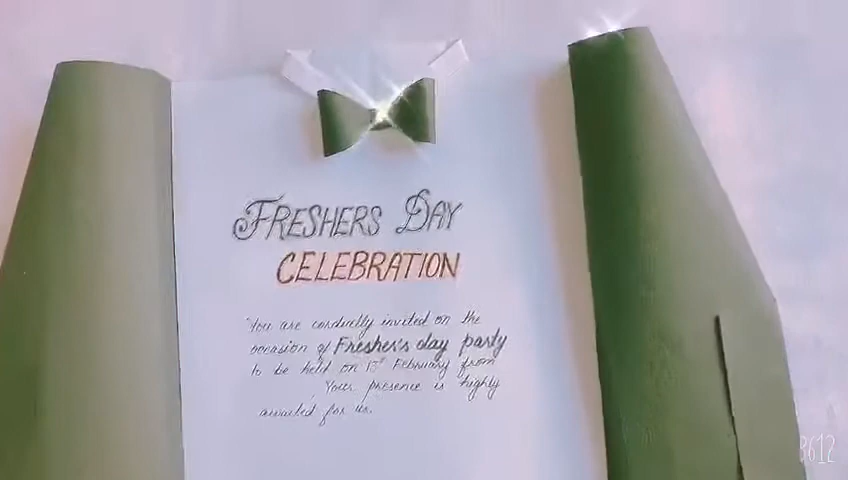 FRESHERS DAY
CELEBRATION
You are cordially invited on the
occasion of Fresher's day party
to be held on 1st February from
Your presence is highly
awaited for us.